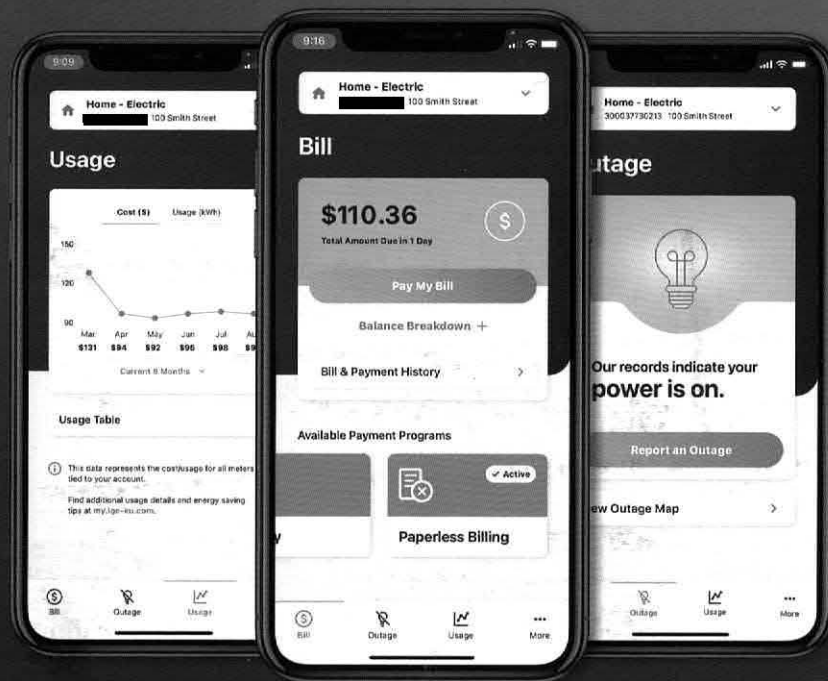 9:09
Home - Electric
100 Smith Street
Usage
Cost ($) Usage (kWh)
150
120
90
Mar Apr May Jun Jul
$131 $94 $92 $96 $98
Current 6 Months
Usage Table
This data represents the cost/usage for all meters
tied to your account.
Find additional usage details and energy saving
tips at my.lge-ku.com.
Bill Outage Usage
9:16
Home - Electric
100 Smith Street
Bill
$110.36
Total Amount Due in 1 Day
$
Pay My Bill
Balance Breakdown +
Bill & Payment History
Available Payment Programs
Active
Paperless Billing
Bill Outage Usage More
Home - Electric
300037730213 100 Smith Street
utage
Our records indicate your
power is on.
Report an Outage
ew Outage Map
Outage Usage More